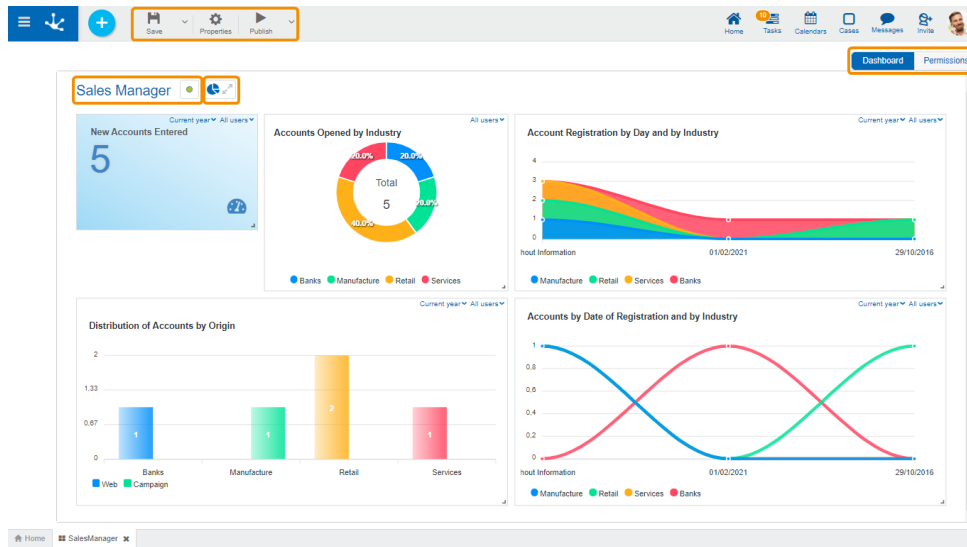 Save
Properties
Publish
Home
10
Tasks
Calendars
Cases
Messages
Invite
Dashboard Permissions
Sales Manager
Current year All users
New Accounts Entered
5
All users
Accounts Opened by Industry
20.0% 20.0%
Total
5
20.0%
40.0%
Banks Manufacture Retail Services
Current year All users
Account Registration by Day and by Industry
4
3
2
1
0
hout Information 01/02/2021 29/10/2016
Manufacture Retail Services Banks
Current year All users
Distribution of Accounts by Origin
2
1.33
0.67
0
1 1 2 1
Banks Manufacture Retail Services
Web Campaign
Current year All users
Accounts by Date of Registration and by Industry
1
0.8
0.6
0.4
0.2
0
hout Information 01/02/2021 29/10/2016
Manufacture Retail Services Banks
Home SalesManager